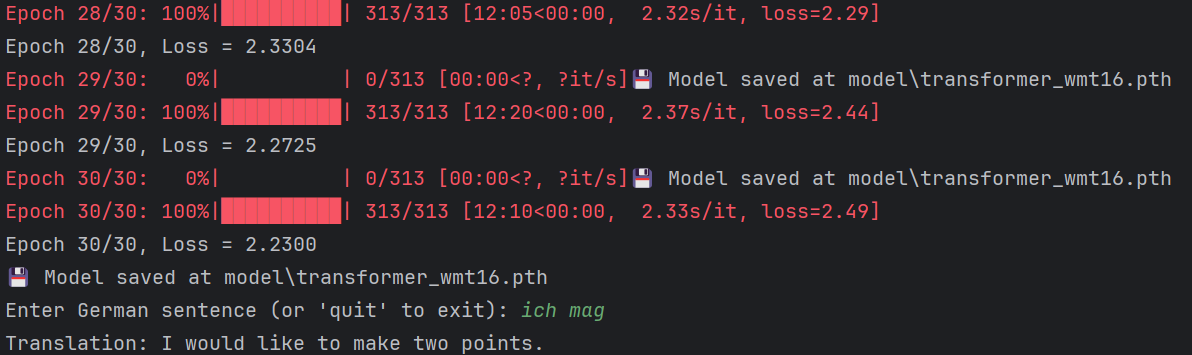 Epoch 28/30: 100%|██████████| 313/313 [12:05<00:00,  2.32s/it, loss=2.29]
Epoch 28/30, Loss = 2.3304
Epoch 29/30:   0%|          | 0/313 [00:00<?, ?it/s]💾 Model saved at model\transformer_wmt16.pth
Epoch 29/30: 100%|██████████| 313/313 [12:20<00:00,  2.37s/it, loss=2.44]
Epoch 29/30, Loss = 2.2725
Epoch 30/30:   0%|          | 0/313 [00:00<?, ?it/s]💾 Model saved at model\transformer_wmt16.pth
Epoch 30/30: 100%|██████████| 313/313 [12:10<00:00,  2.33s/it, loss=2.49]
Epoch 30/30, Loss = 2.2300
💾 Model saved at model\transformer_wmt16.pth
Enter German sentence (or 'quit' to exit): ich mag
Translation: I would like to make two points.